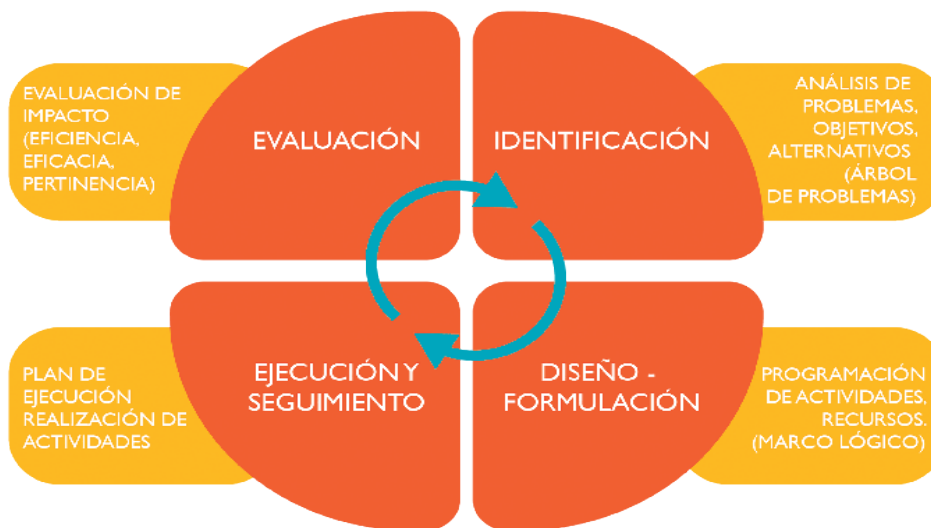 EVALUACIÓN DE
IMPACTO
(EFICIENCIA,
EFICACIA,
PERTINENCIA)
EVALUACIÓN
IDENTIFICACIÓN
ANÁLISIS DE
PROBLEMAS,
OBJETIVOS,
ALTERNATIVOS
(ÁRBOL
DE PROBLEMAS)
PLAN DE
EJECUCIÓN
REALIZACIÓN DE
ACTIVIDADES
EJECUCIÓN Y
SEGUIMIENTO
DISEÑO -
FORMULACIÓN
PROGRAMACIÓN
DE ACTIVIDADES.
RECURSOS.
(MARCO LÓGICO)